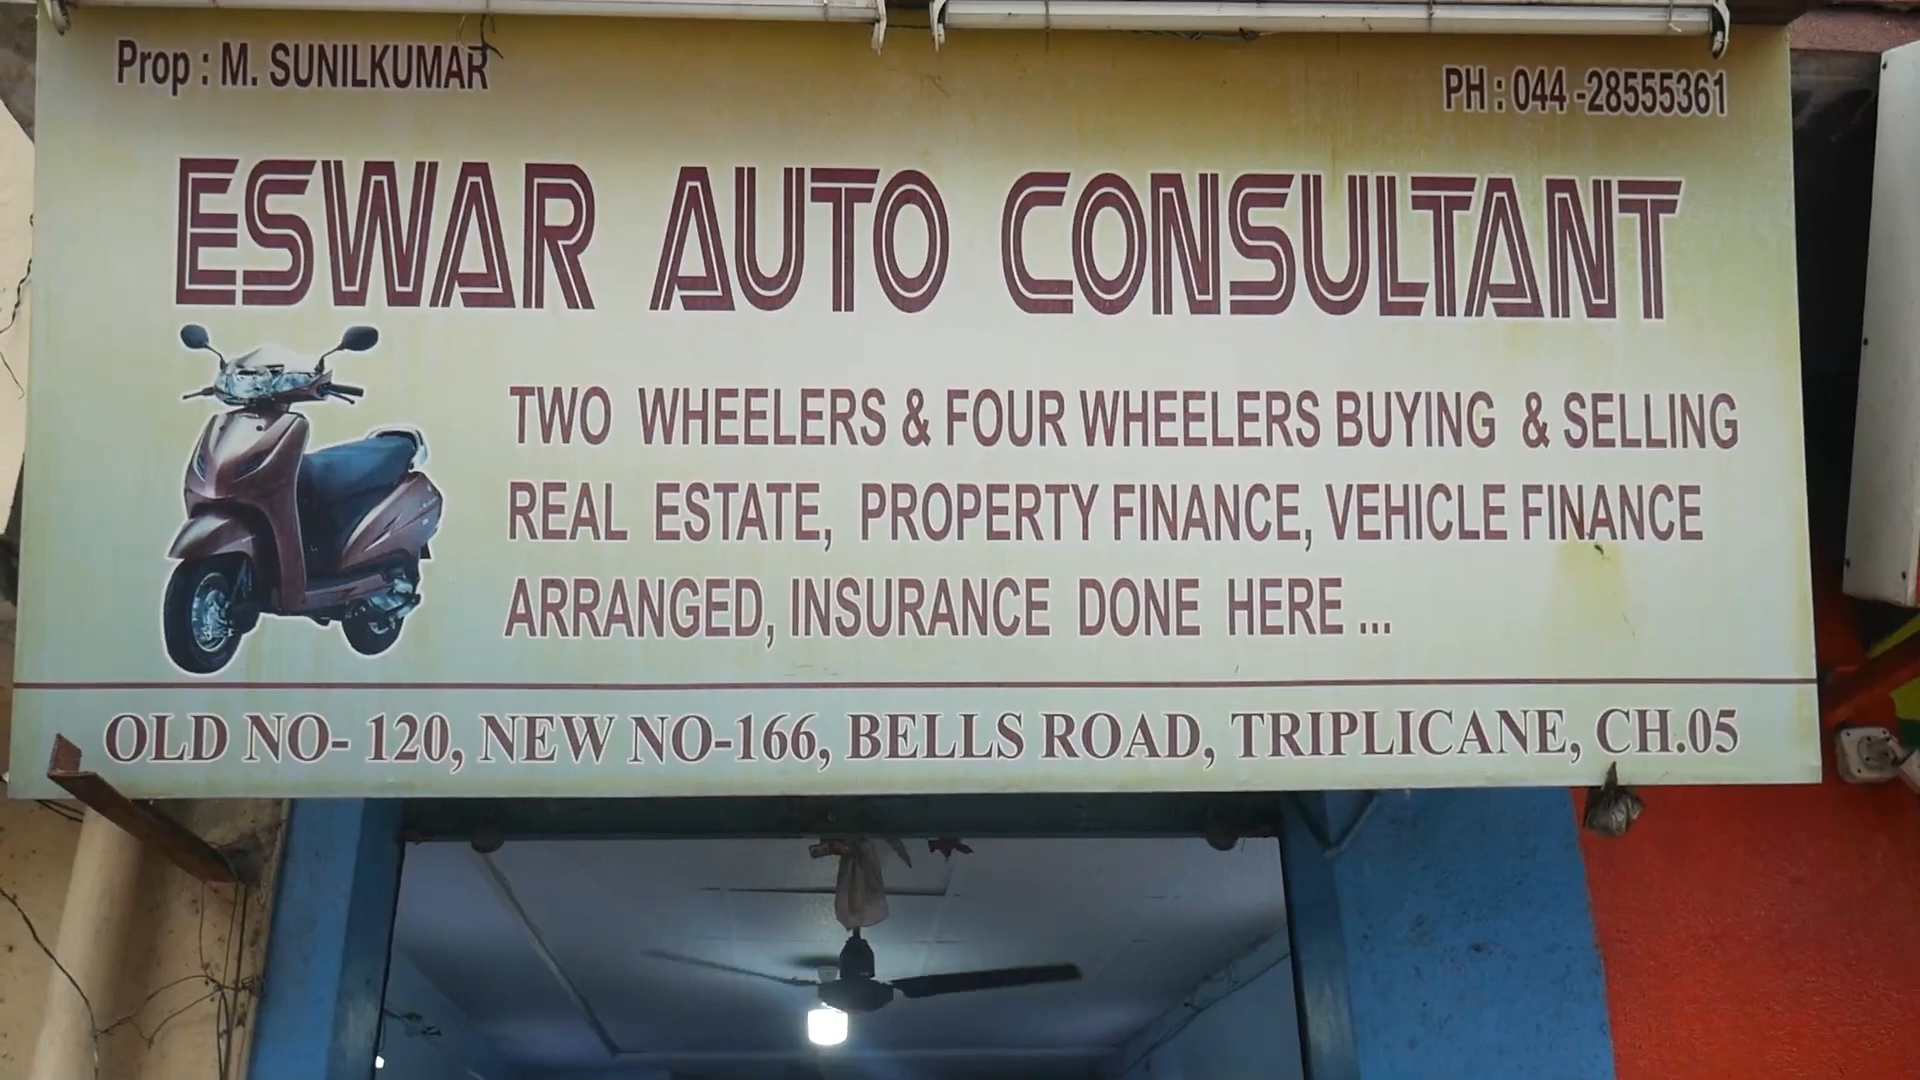 Prop : M. SUNILKUMAR
PH : 044 -28555361
ESWAR AUTO CONSULTANT
TWO WHEELERS & FOUR WHEELERS BUYING & SELLING
REAL ESTATE, PROPERTY FINANCE, VEHICLE FINANCE
ARRANGED, INSURANCE DONE HERE ...
OLD NO- 120, NEW NO-166, BELLS ROAD, TRIPLICANE, CH.05